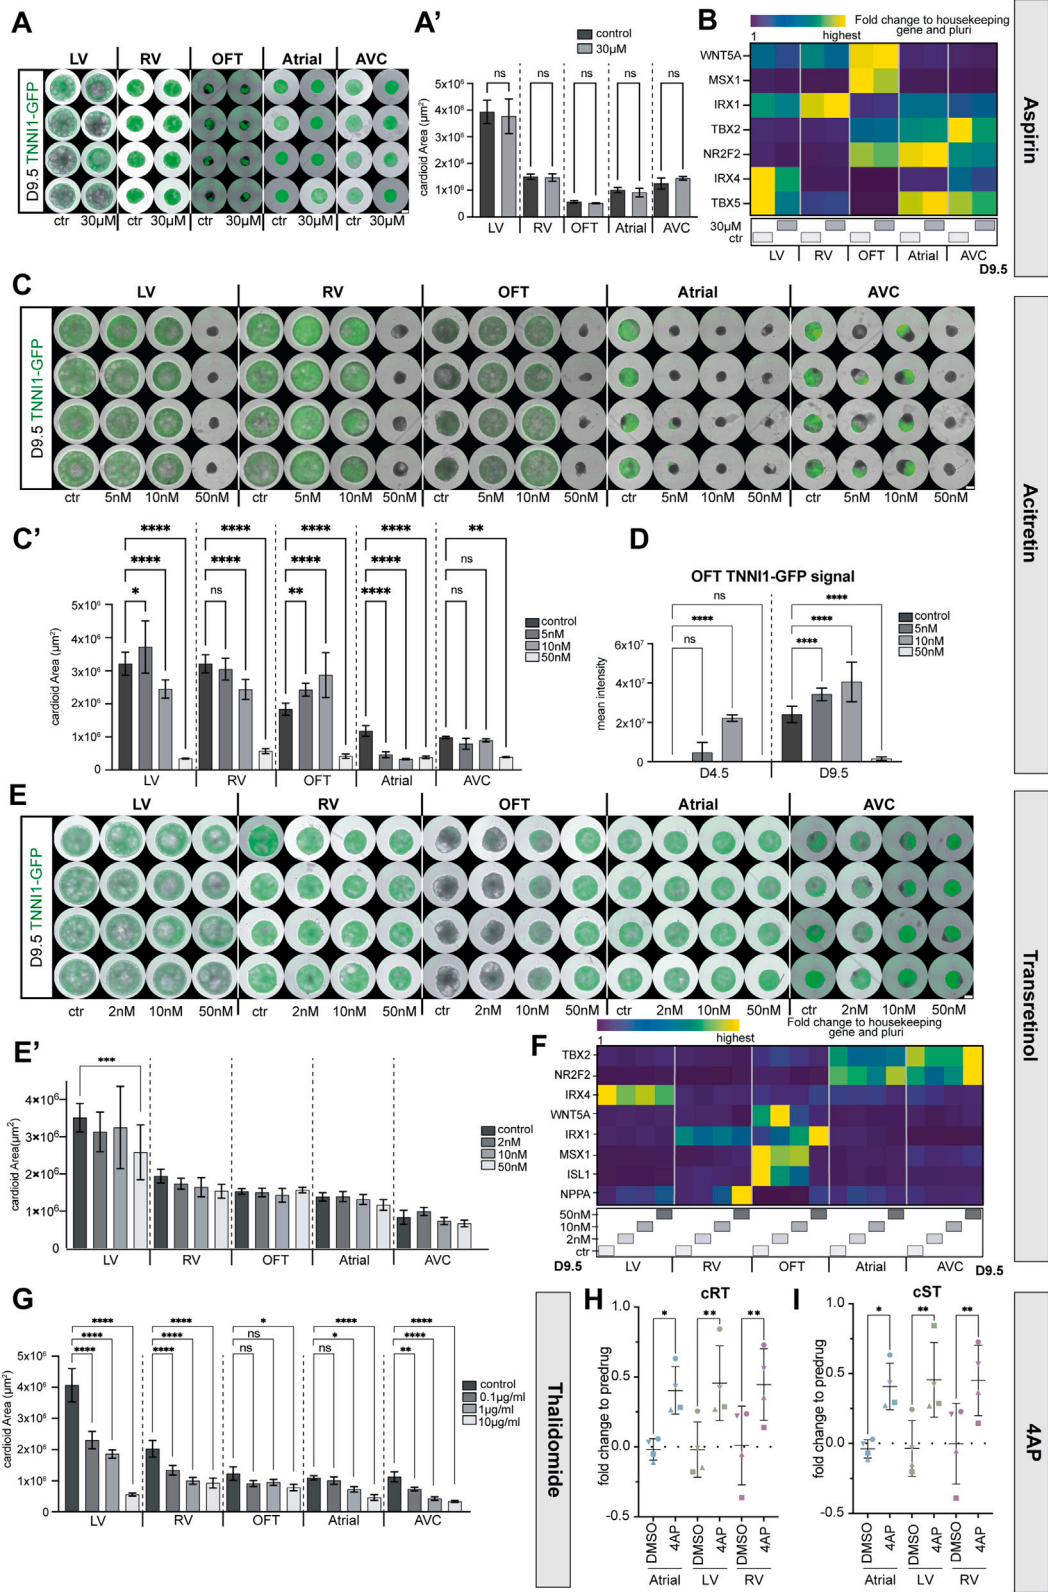 A
LV RV OFT Atrial AVC
D9.5 TNNI1-GFP
ctr 30µM ctr 30µM ctr 30µM ctr 30µM ctr 30µM
A'
control
30µM
ns ns ns ns ns
cardioid Area (µm²)
5x10⁶
4x10⁶
3x10⁶
2x10⁶
1x10⁶
0
LV RV OFT Atrial AVC
B
Fold change to housekeeping
gene and pluri
1 highest
WNT5A
MSX1
IRX1
TBX2
NR2F2
IRX4
TBX5
30µM
ctr
LV RV OFT Atrial AVC
D9.5
Aspirin
C
LV RV OFT Atrial AVC
D9.5 TNNI1-GFP
ctr 5nM 10nM 50nM ctr 5nM 10nM 50nM ctr 5nM 10nM 50nM ctr 5nM 10nM 50nM ctr 5nM 10nM 50nM
Acitretin
C'
**** **** **** **** **
**** **** **** **** ns
* ns ** **** ns
cardioid Area (µm²)
5x10⁶
4x10⁶
3x10⁶
2x10⁶
1x10⁶
0
control
5nM
10nM
50nM
LV RV OFT Atrial AVC
D
OFT TNNI1-GFP signal
ns ****
**** ****
ns ****
mean intensity
6x10⁷
4x10⁷
2x10⁷
0
control
5nM
10nM
50nM
D4.5 D9.5
E
LV RV OFT Atrial AVC
D9.5 TNNI1-GFP
ctr 2nM 10nM 50nM ctr 2nM 10nM 50nM ctr 2nM 10nM 50nM ctr 2nM 10nM 50nM ctr 2nM 10nM 50nM
Transretinol
E'
***
cardioid Area(µm²)
4×10⁶
3×10⁶
2×10⁶
1×10⁶
0
control
2nM
10nM
50nM
LV RV OFT Atrial AVC
F
Fold change to housekeeping
gene and pluri
1 highest
TBX2
NR2F2
IRX4
WNT5A
IRX1
MSX1
ISL1
NPPA
50nM
10nM
2nM
ctr
D9.5 LV RV OFT Atrial AVC D9.5
G
**** **** * **** ****
**** **** ns * ****
**** **** ns ns **
cardioid Area (µm²)
5x10⁶
4x10⁶
3x10⁶
2x10⁶
1x10⁶
0
control
0.1µg/ml
1µg/ml
10µg/ml
LV RV OFT Atrial AVC
Thalidomide
H
cRT
* ** **
fold change to predrug
1.0
0.5
0.0
-0.5
DMSO 4AP DMSO 4AP DMSO 4AP
Atrial LV RV
I
cST
* ** **
fold change to predrug
1.0
0.5
0.0
-0.5
DMSO 4AP DMSO 4AP DMSO 4AP
Atrial LV RV
4AP